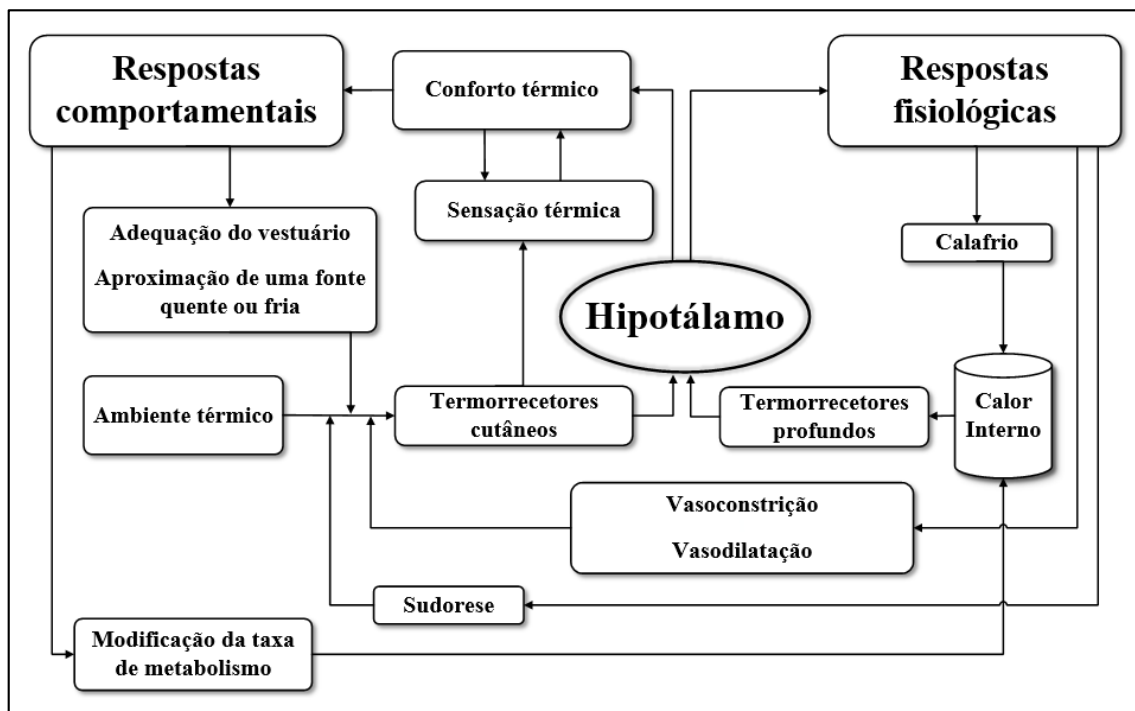 Respostas
comportamentais
Conforto térmico
Respostas
fisiológicas
Sensação térmica
Adequação do vestuário
Aproximação de uma fonte
quente ou fria
Calafrio
Hipotálamo
Ambiente térmico
Termorrecetores
cutâneos
Termorrecetores
profundos
Calor
Interno
Vasoconstrição
Vasodilatação
Sudorese
Modificação da taxa
de metabolismo